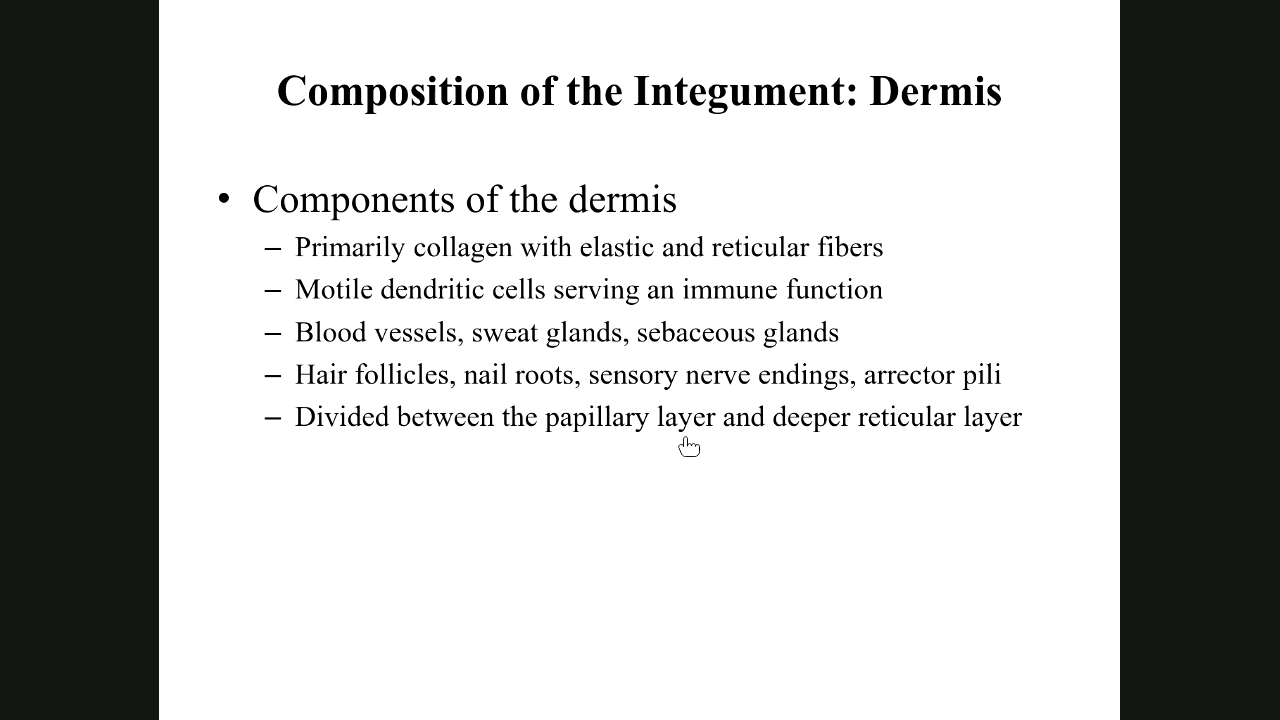 Composition of the Integument: Dermis
• Components of the dermis
– Primarily collagen with elastic and reticular fibers
– Motile dendritic cells serving an immune function
– Blood vessels, sweat glands, sebaceous glands
– Hair follicles, nail roots, sensory nerve endings, arrector pili
– Divided between the papillary layer and deeper reticular layer